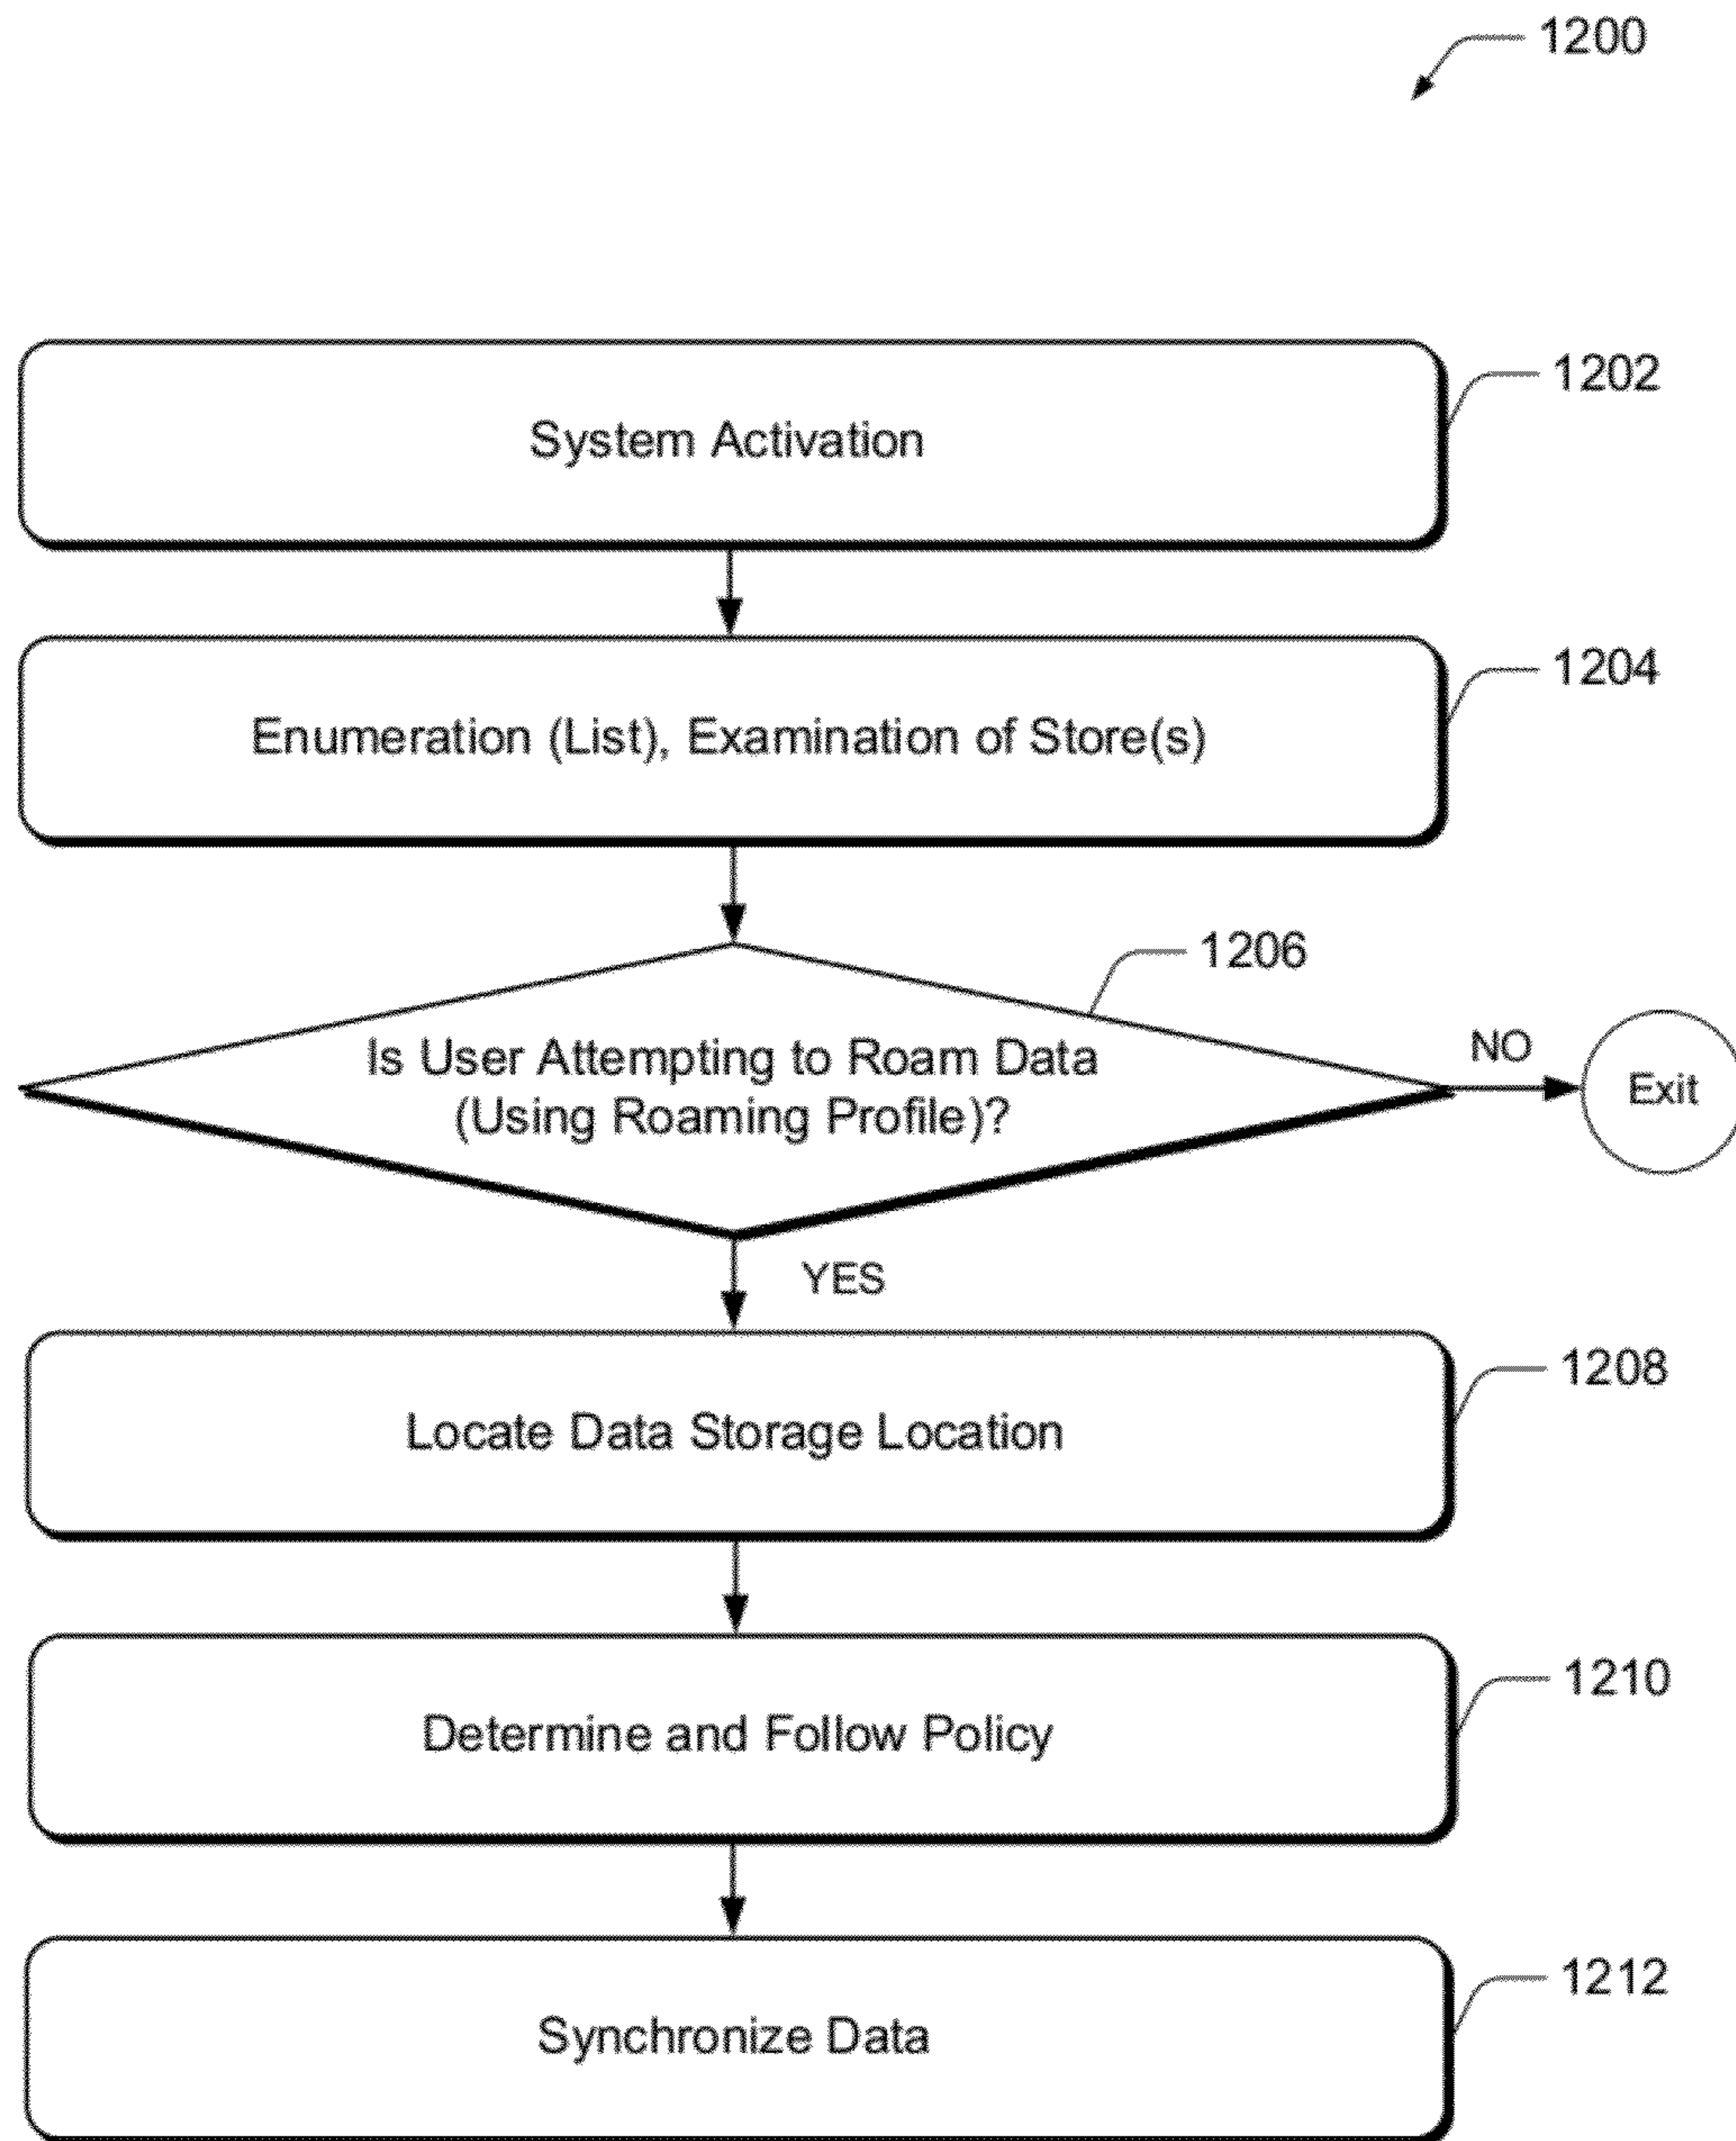 1200
System Activation
1202
Enumeration (List), Examination of Store(s)
1204
1206
Is User Attempting to Roam Data
(Using Roaming Profile)?
NO
Exit
YES
Locate Data Storage Location
1208
Determine and Follow Policy
1210
Synchronize Data
1212